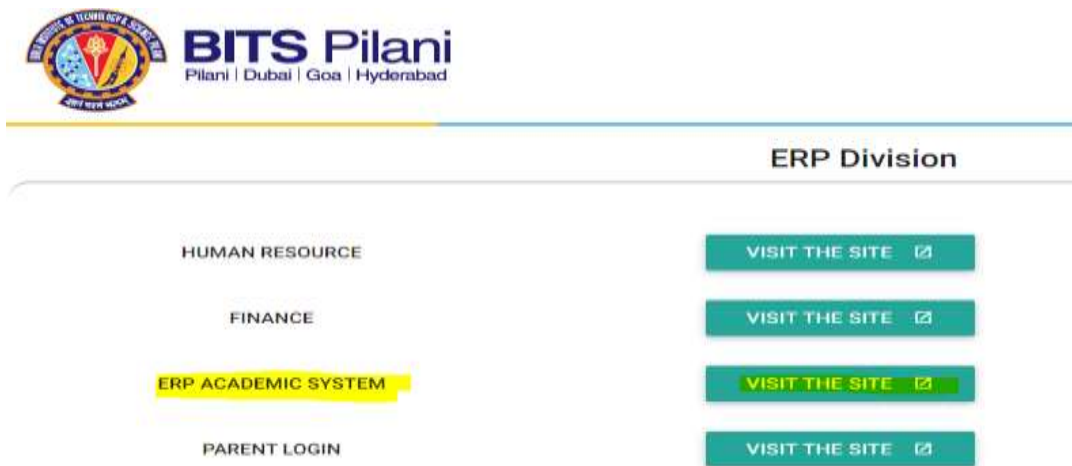 BITS Pilani
Pilani | Dubai | Goa | Hyderabad
ERP Division
HUMAN RESOURCE VISIT THE SITE
FINANCE VISIT THE SITE
ERP ACADEMIC SYSTEM VISIT THE SITE
PARENT LOGIN VISIT THE SITE